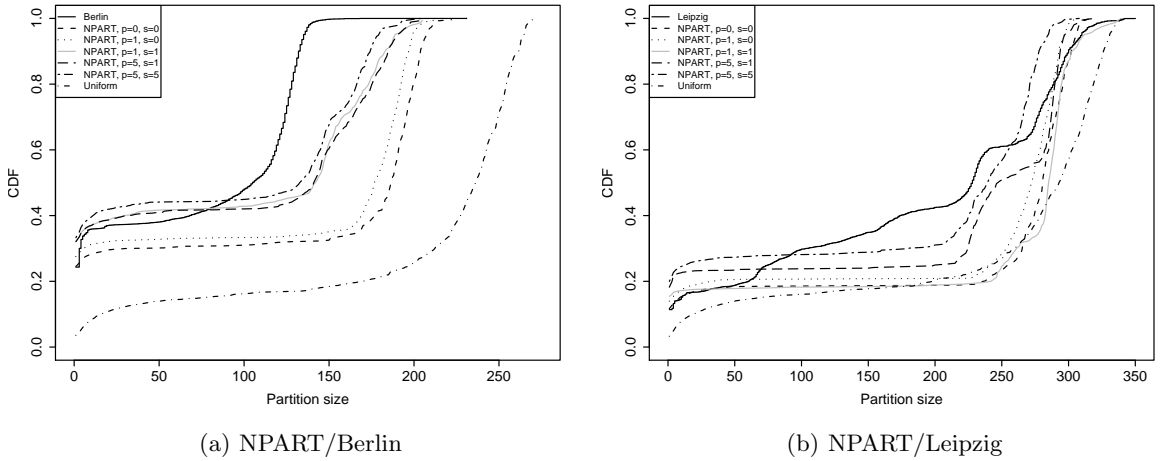 Berlin
NPART, p=0, s=0
NPART, p=1, s=0
NPART, p=1, s=1
NPART, p=5, s=1
NPART, p=5, s=5
Uniform
CDF
1.0
0.8
0.6
0.4
0.2
0.0
0 50 100 150 200 250
Partition size
(a) NPART/Berlin
Leipzig
NPART, p=0, s=0
NPART, p=1, s=0
NPART, p=1, s=1
NPART, p=5, s=1
NPART, p=5, s=5
Uniform
CDF
1.0
0.8
0.6
0.4
0.2
0.0
0 50 100 150 200 250 300 350
Partition size
(b) NPART/Leipzig